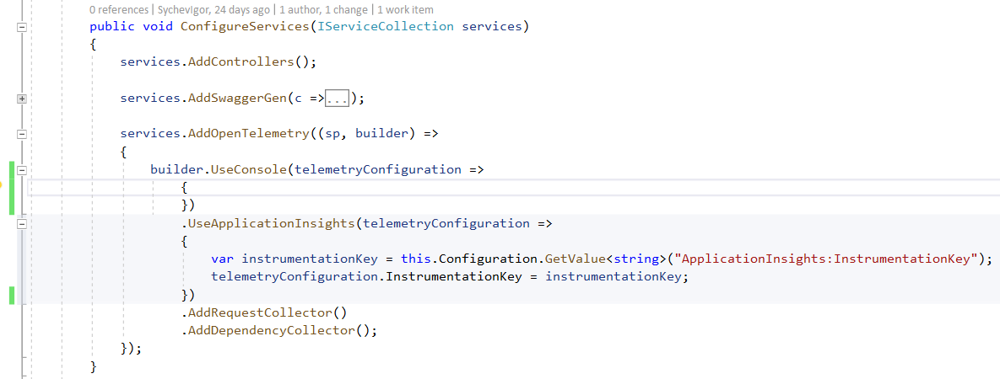 0 references | SychevIgor, 24 days ago | 1 author, 1 change | 1 work item
public void ConfigureServices(IServiceCollection services)
{
services.AddControllers();
services.AddSwaggerGen(c =>...);
services.AddOpenTelemetry((sp, builder) =>
{
builder.UseConsole(telemetryConfiguration =>
{
})
.UseApplicationInsights(telemetryConfiguration =>
{
var instrumentationKey = this.Configuration.GetValue<string>("ApplicationInsights:InstrumentationKey");
telemetryConfiguration.InstrumentationKey = instrumentationKey;
})
.AddRequestCollector()
.AddDependencyCollector();
});
}